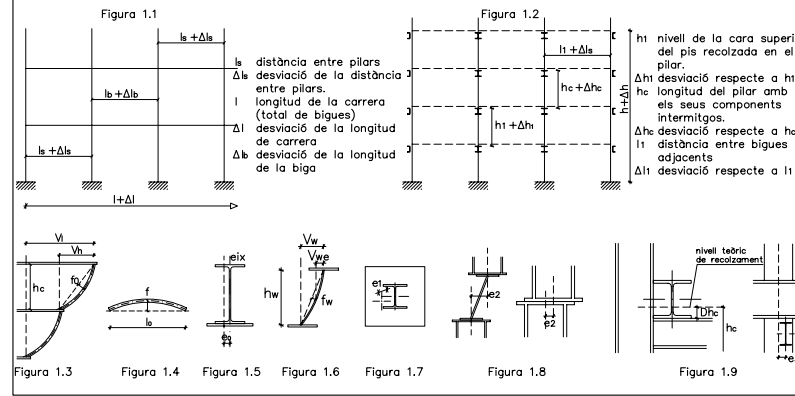 Figura 1.1
ls +Δls
lb +Δlb
ls +Δls
l+Δl
ls distància entre pilars
Δls desviació de la distància
entre pilars.
l longitud de la carrera
(total de bigues)
Δl desviació de la longitud
de carrera
Δlb desviació de la longitud
de la biga
Figura 1.2
l1 +Δls
hc +Δhc
h1 +Δh1
h+Δh
h1 nivell de la cara superi
del pis recolzada en el
pilar.
Δh1 desviació respecte a h1
hc longitud del pilar amb
els seus components
intermitgos.
Δhc desviació respecte a hc
l1 distància entre bigues
adjacents
Δl1 desviació respecte a l1
Vl
Vh
f0
hc
Figura 1.3
f
lo
Figura 1.4
eix
eo
Figura 1.5
Vw
Vwe
hw
fw
Figura 1.6
e1
Figura 1.7
e2
e2
Figura 1.8
nivell teòric
de recolzament
Dhc
hc
e
Figura 1.9